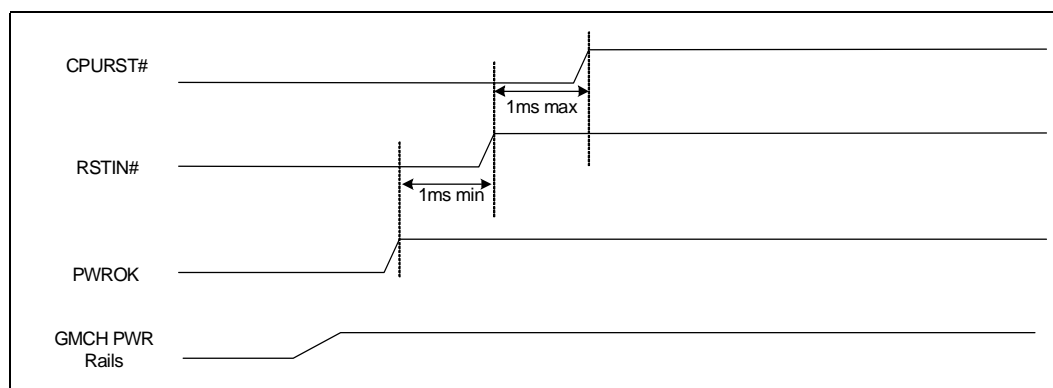 CPURST#
1ms max
RSTIN#
1ms min
PWROK
GMCH PWR
Rails